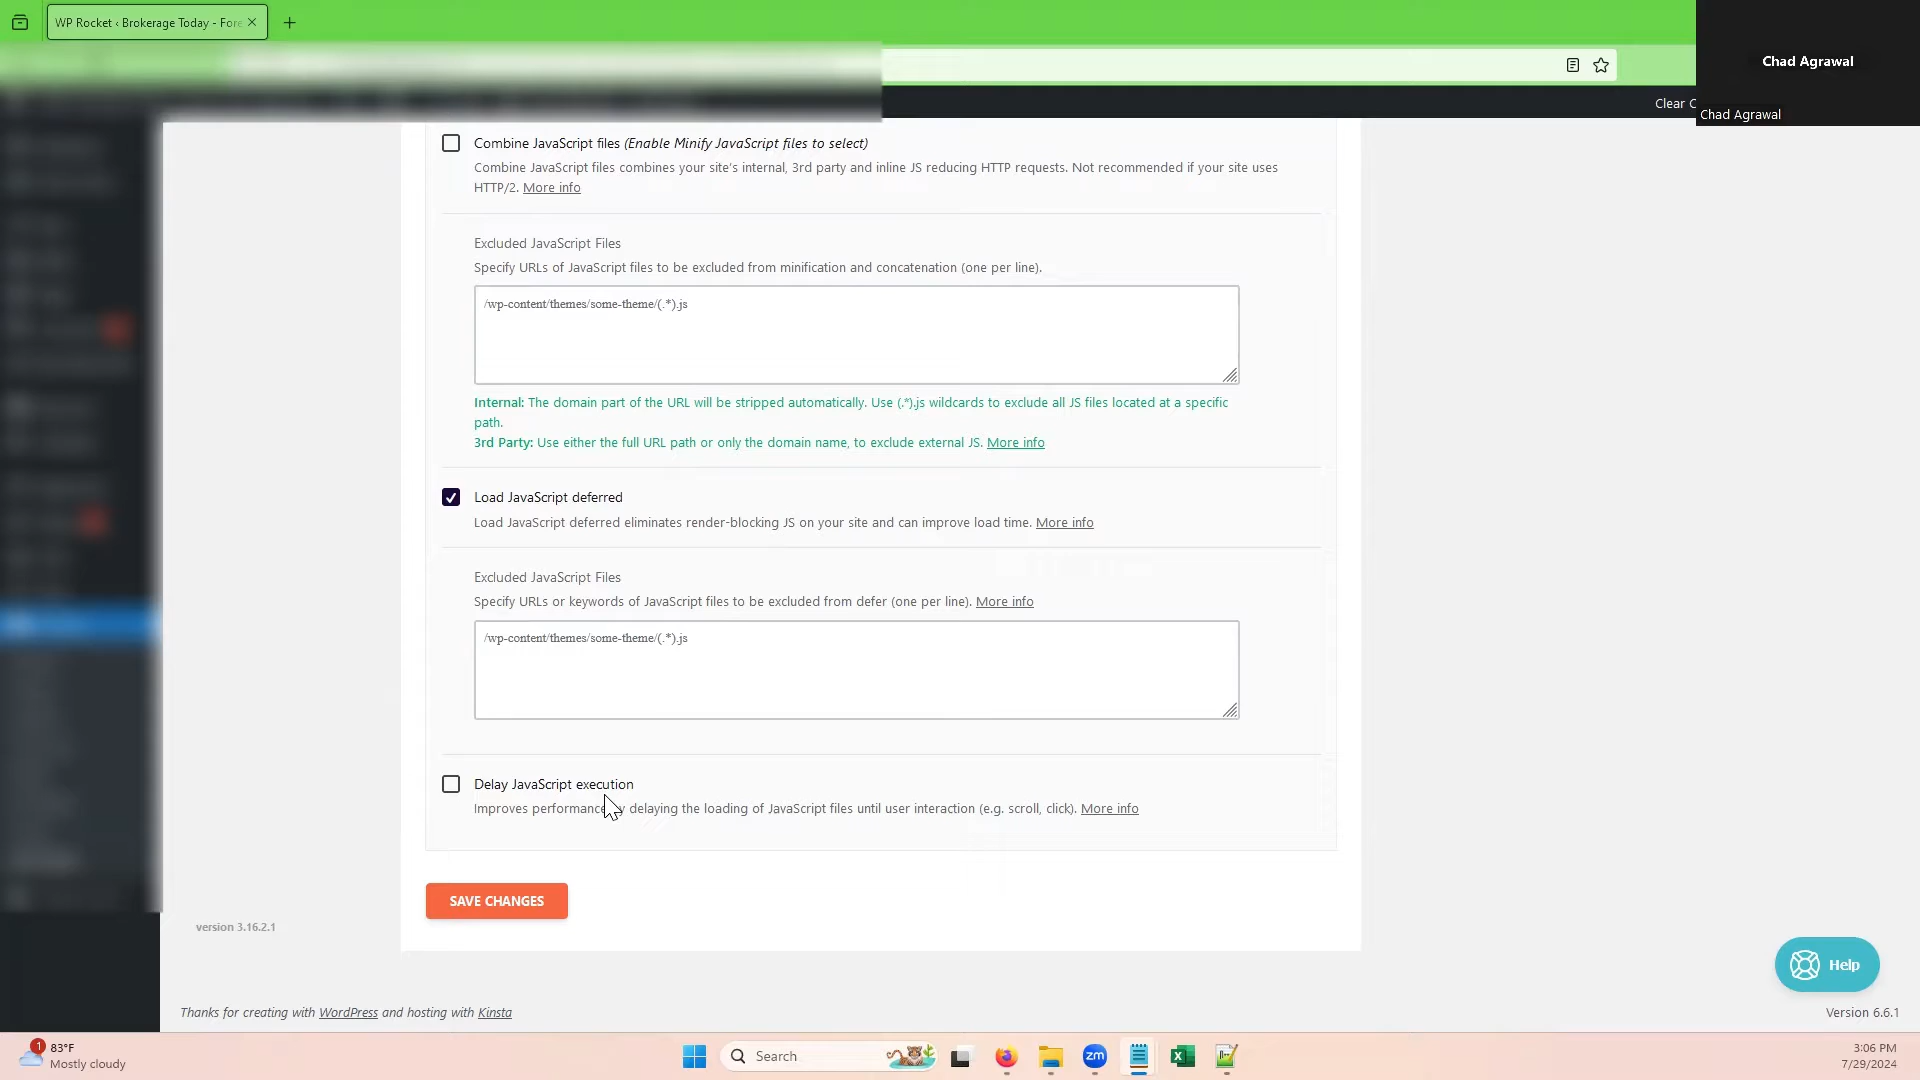 WP Rocket ‹ Brokerage Today - Fore
Chad Agrawal
Clear C
Chad Agrawal
Combine JavaScript files (Enable Minify JavaScript files to select)
Combine JavaScript files combines your site's internal, 3rd party and inline JS reducing HTTP requests. Not recommended if your site uses
HTTP/2. More info
Excluded JavaScript Files
Specify URLs of JavaScript files to be excluded from minification and concatenation (one per line).
/wp-content/themes/some-theme/(.*).js
Internal: The domain part of the URL will be stripped automatically. Use (.*).js wildcards to exclude all JS files located at a specific
path.
3rd Party: Use either the full URL path or only the domain name, to exclude external JS. More info
Load JavaScript deferred
Load JavaScript deferred eliminates render-blocking JS on your site and can improve load time. More info
Excluded JavaScript Files
Specify URLs or keywords of JavaScript files to be excluded from defer (one per line). More info
/wp-content/themes/some-theme/(.*).js
Delay JavaScript execution
Improves performance by delaying the loading of JavaScript files until user interaction (e.g. scroll, click). More info
SAVE CHANGES
version 3.16.2.1
Help
Thanks for creating with WordPress and hosting with Kinsta
Version 6.6.1
1
83°F
Mostly cloudy
Search
zm
3:06 PM
7/29/2024